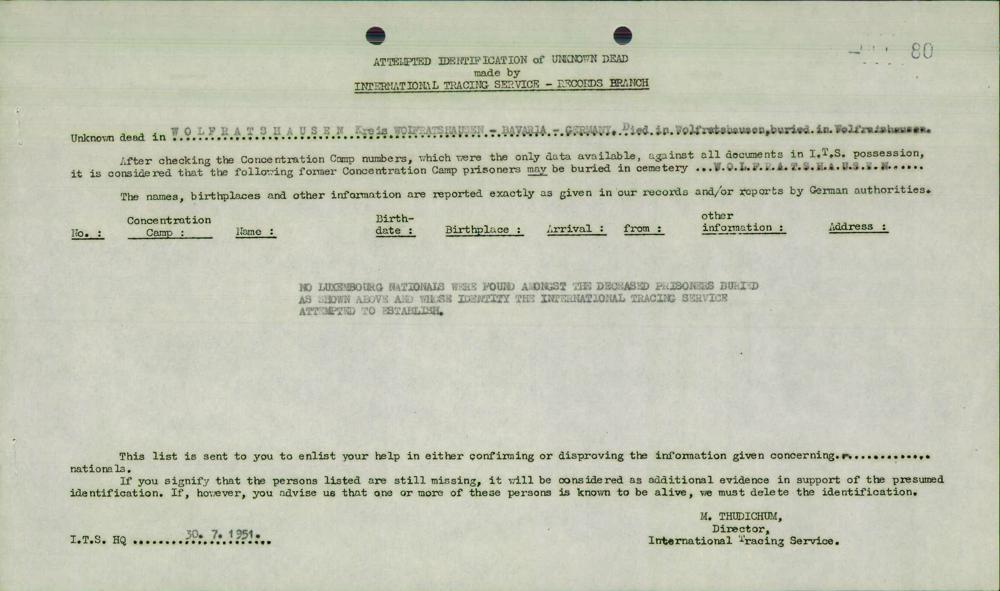 80
ATTEMPTED IDENTIFICATION of UNKNOWN DEAD
made by
INTERNATIONAL TRACING SERVICE - RECORDS BRANCH
Unknown dead in W O L F R A T S H A U S E N Kreis WOLFRATSHAUSEN - BAVARIA - GERMANY. Died in Wolfratshausen, buried in Wolfratshausen.
After checking the Concentration Camp numbers, which were the only data available, against all documents in I.T.S. possession,
it is considered that the following former Concentration Camp prisoners may be buried in cemetery ...W.O.L.F.R.A.T.S.H.A.U.S.E.N......
The names, birthplaces and other information are reported exactly as given in our records and/or reports by German authorities.
No. : Concentration Camp : Name : Birth-date : Birthplace : Arrival : from : other information : Address :
NO LUXEMBOURG NATIONALS WERE FOUND AMONGST THE DECEASED PRISONERS BURIED
AS SHOWN ABOVE AND WHOSE IDENTITY THE INTERNATIONAL TRACING SERVICE
ATTEMPTED TO ESTABLISH.
This list is sent to you to enlist your help in either confirming or disproving the information given concerning..............
nationals.
If you signify that the persons listed are still missing, it will be considered as additional evidence in support of the presumed
identification. If, however, you advise us that one or more of these persons is known to be alive, we must delete the identification.
M. THUDICHUM,
Director,
International Tracing Service.
I.T.S. HQ ........30. 7. 1951.......